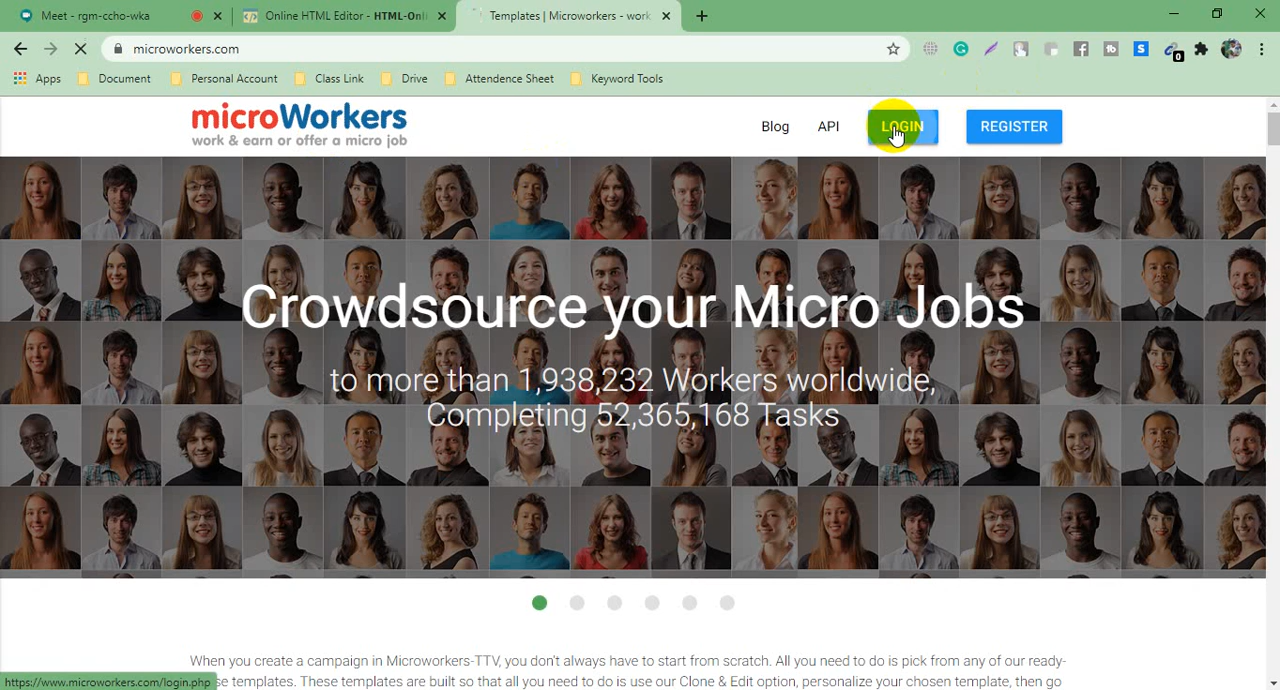 Meet - rgm-ccho-wka
Online HTML Editor - HTML-Onli
Templates | Microworkers - work
microworkers.com
0
Apps
Document
Personal Account
Class Link
Drive
Attendence Sheet
Keyword Tools
microWorkers
work & earn or offer a micro job
Blog
API
LOGIN
REGISTER
Crowdsource your Micro Jobs
to more than 1,938,232 Workers worldwide,
Completing 52,365,168 Tasks
When you create a campaign in Microworkers-TTV, you don't always have to start from scratch. All you need to do is pick from any of our ready-
se templates. These templates are built so that all you need to do is use our Clone & Edit option, personalize your chosen template, then go
https://www.microworkers.com/login.php